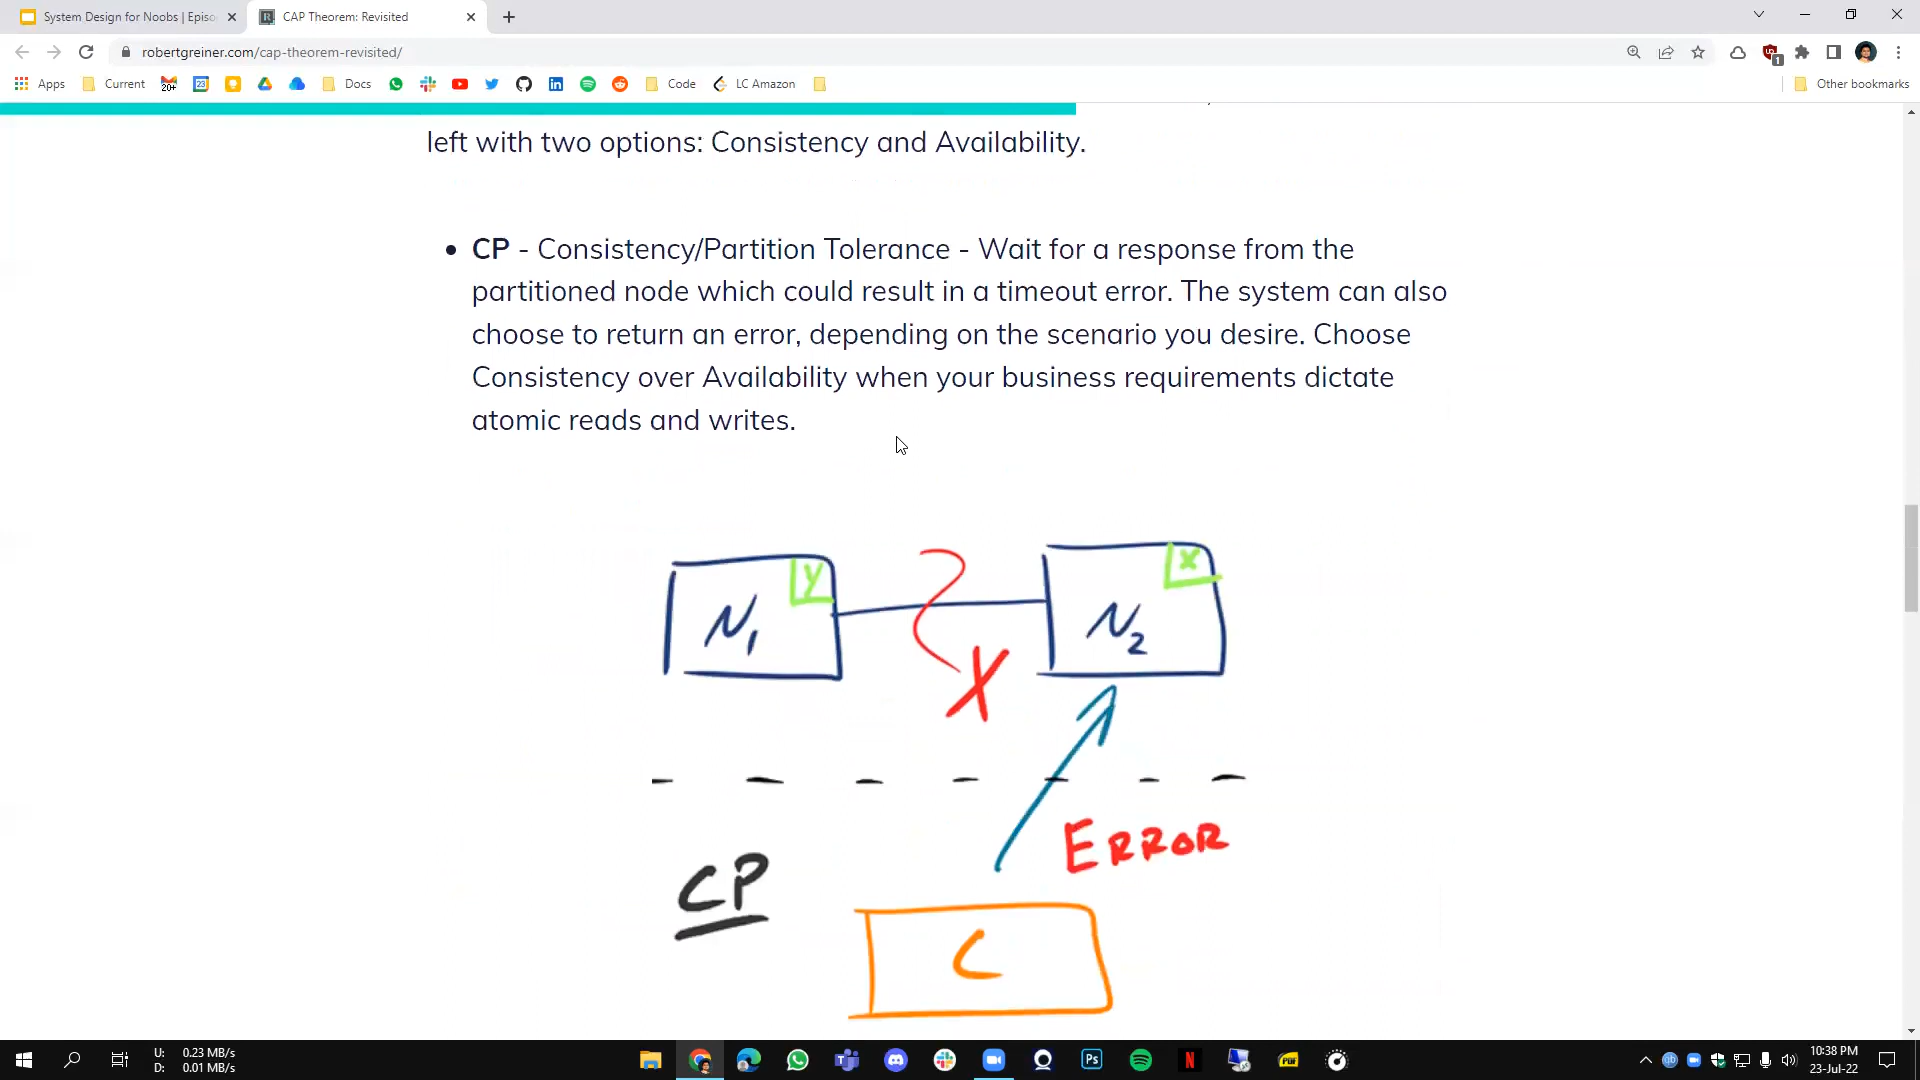 System Design for Noobs | Episo
CAP Theorem: Revisited
robertgreiner.com/cap-theorem-revisited/
1
Apps
Current
20+
23
Docs
Code
LC Amazon
Other bookmarks
left with two options: Consistency and Availability.
• CP - Consistency/Partition Tolerance - Wait for a response from the
partitioned node which could result in a timeout error. The system can also
choose to return an error, depending on the scenario you desire. Choose
Consistency over Availability when your business requirements dictate
atomic reads and writes.
y
x
N1
N2
X
ERROR
CP
C
U: 0.23 MB/s
D: 0.01 MB/s
10:38 PM
23-Jul-22